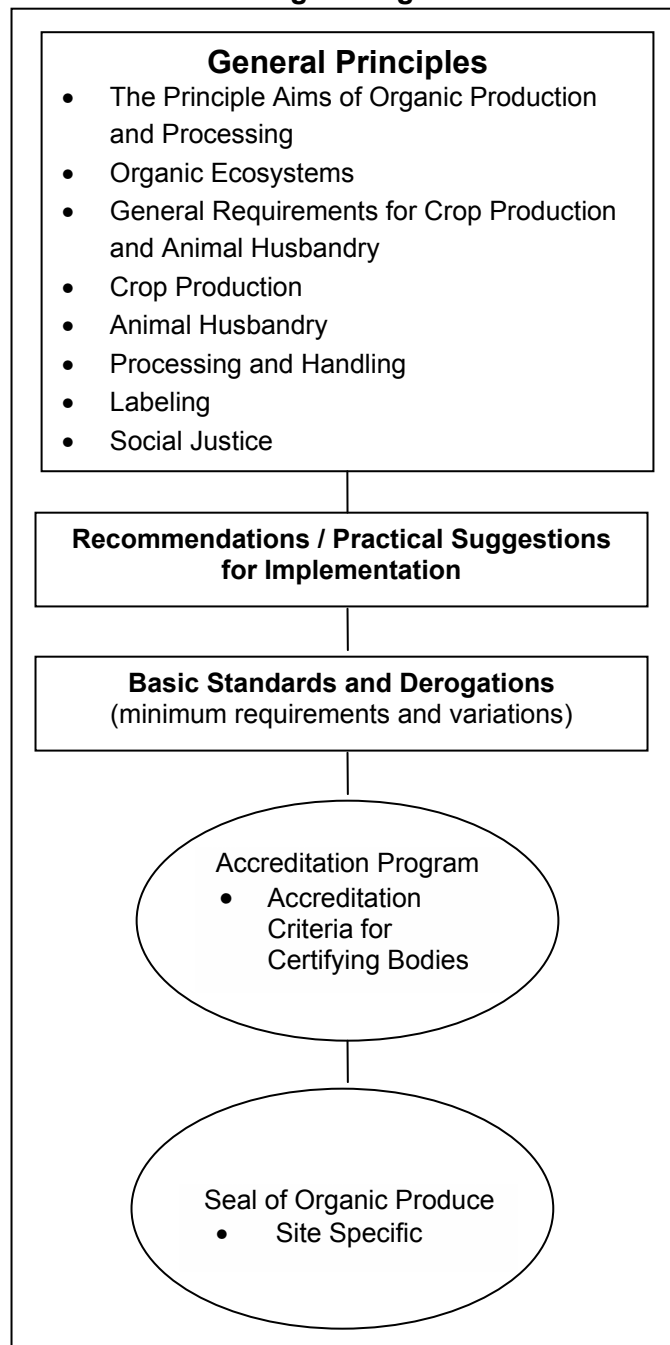 General Principles
• The Principle Aims of Organic Production
and Processing
• Organic Ecosystems
• General Requirements for Crop Production
and Animal Husbandry
• Crop Production
• Animal Husbandry
• Processing and Handling
• Labeling
• Social Justice
Recommendations / Practical Suggestions
for Implementation
Basic Standards and Derogations
(minimum requirements and variations)
Accreditation Program
• Accreditation
Criteria for
Certifying Bodies
Seal of Organic Produce
• Site Specific